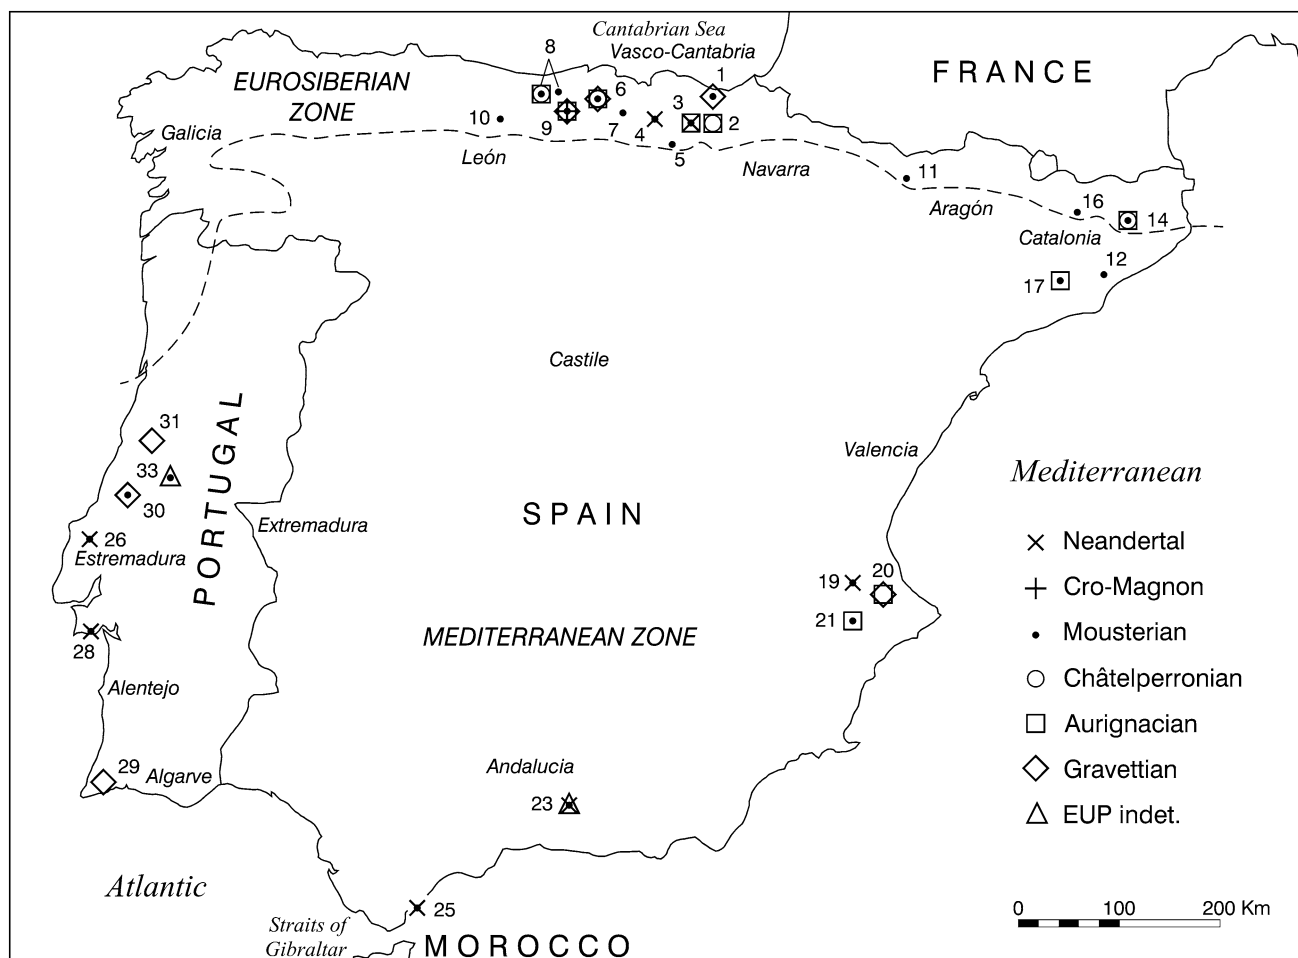 Cantabrian Sea
Vasco-Cantabria
FRANCE
EUROSIBERIAN
ZONE
8
1
6
3
2
10
9
7
4
5
Galicia
León
Navarra
11
Aragón
16
14
Catalonia
12
17
Castile
31
33
30
PORTUGAL
Valencia
Mediterranean
SPAIN
Extremadura
26
Estremadura
19
20
21
28
MEDITERRANEAN ZONE
Alentejo
29
Algarve
Andalucia
23
Neandertal
Cro-Magnon
Mousterian
Châtelperronian
Aurignacian
Gravettian
EUP indet.
Atlantic
25
Straits of
Gibraltar
MOROCCO
0 100 200 Km